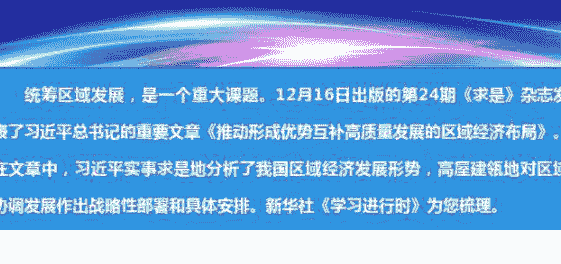 统筹区域发展，是一个重大课题。12月16日出版的第24期《求是》杂志发
表了习近平总书记的重要文章《推动形成优势互补高质量发展的区域经济布局》。
在文章中，习近平实事求是地分析了我国区域经济发展形势，高屋建瓴地对区域
协调发展作出战略性部署和具体安排。新华社《学习进行时》为您梳理。